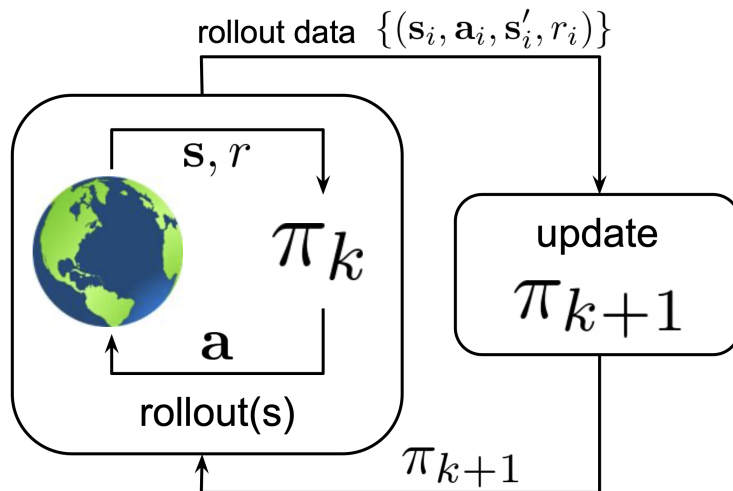 rollout data {(s_i, a_i, s'_i, r_i)}
s, r
π_k
update
π_{k+1}
a
rollout(s)
π_{k+1}